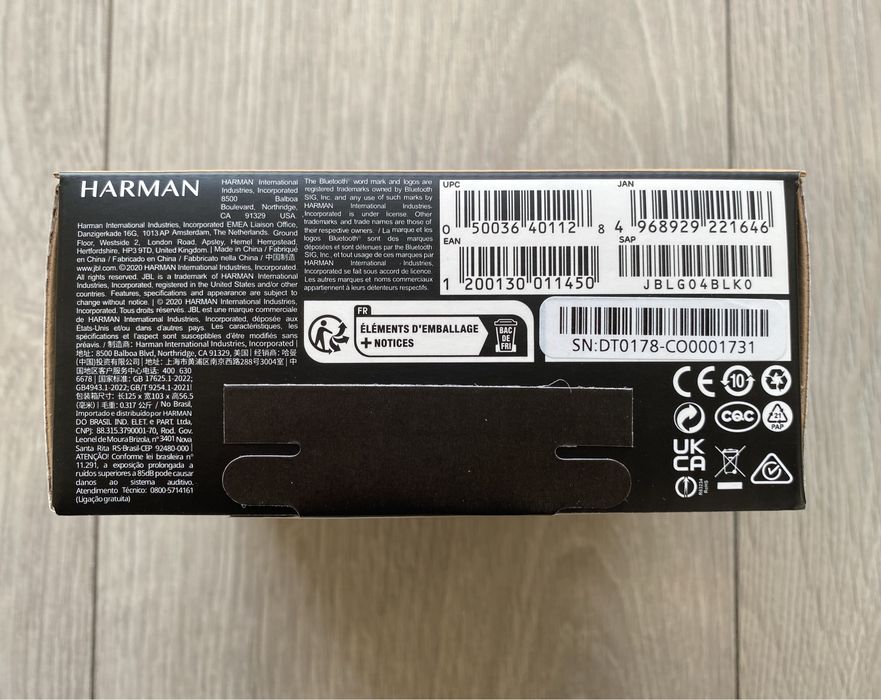 HARMAN
HARMAN International
Industries, Incorporated
8500 Balboa
Boulevard, Northridge,
CA 91329 USA
Harman International Industries, Incorporated EMEA Liaison Office,
Danzigerkade 16G, 1013 AP Amsterdam, The Netherlands. Ground
Floor, Westside 2, London Road, Apsley, Hemel Hempstead,
Hertfordshire, HP3 9TD, United Kingdom. | Made in China / Fabriqué
en China / Fabricado en China / Fabbricato nella China / 中国制造
www.jbl.com. ©2020 HARMAN International Industries, Incorporated.
All rights reserved. JBL is a trademark of HARMAN International
Industries, Incorporated, registered in the United States and/or other
countries. Features, specifications and appearance are subject to
change without notice. | © 2020 HARMAN International Industries,
Incorporated. Tous droits réservés. JBL est une marque commerciale
de HARMAN International Industries, Incorporated, déposée aux
États-Unis et/ou dans d'autres pays. Les caractéristiques, les
spécifications et l'aspect sont susceptibles d'être modifiés sans
préavis. / 制造商: Harman International Industries, Incorporated |
地址: 8500 Balboa Blvd, Northridge, CA 91329, 美国 | 经销商: 哈曼
(中国)投资有限公司 | 地址: 上海市黄浦区南京西路288号3004室 | 中
国地区客户服务电话: 400 630
6678 | 国家标准: GB 17625.1-2022;
GB4943.1-2022; GB/T 9254.1-2021|
包装箱尺寸: 长125 x 宽103 x 高56.5
(毫米) | 毛重: 0.317 公斤 / No Brasil,
Importado e distribuído por HARMAN
DO BRASIL IND. ELET. e PART. Ltda,
CNPJ: 88.315.3790001-70, Rod. Gov.
Leonel de Moura Brizola, nº 3401 Nova
Santa Rita RS-Brasil-CEP 92480-000 |
ATENÇÃO! Conforme lei brasileira nº
11.291, a exposição prolongada a
ruídos superiores a 85dB pode causar
danos ao sistema auditivo.
Atendimento Técnico: 0800-5714161
(Ligação gratuita)
The Bluetooth® word mark and logos are
registered trademarks owned by Bluetooth
SIG, Inc. and any use of such marks by
HARMAN International Industries,
Incorporated is under license. Other
trademarks and trade names are those of
their respective owners. / La marque et les
logos Bluetooth® sont des marques
déposées et sont détenues par Bluetooth
SIG, Inc., et tout usage de ces marques par
HARMAN International Industries,
Incorporated se fait sous accord de licence.
Les autres marques et noms commerciaux
appartiennent à leurs détenteurs respectifs.
UPC
0 50036 40112 8
JAN
4 968929 221646
EAN
1 200130 011450
SAP
JBLGO4BLKO
FR
ÉLÉMENTS D'EMBALLAGE
+ NOTICES
BAC
DE
TRI
SN:DT0178-CO0001731
CE
10
CQC
21
PAP
UK
CA
R63234
RoHS